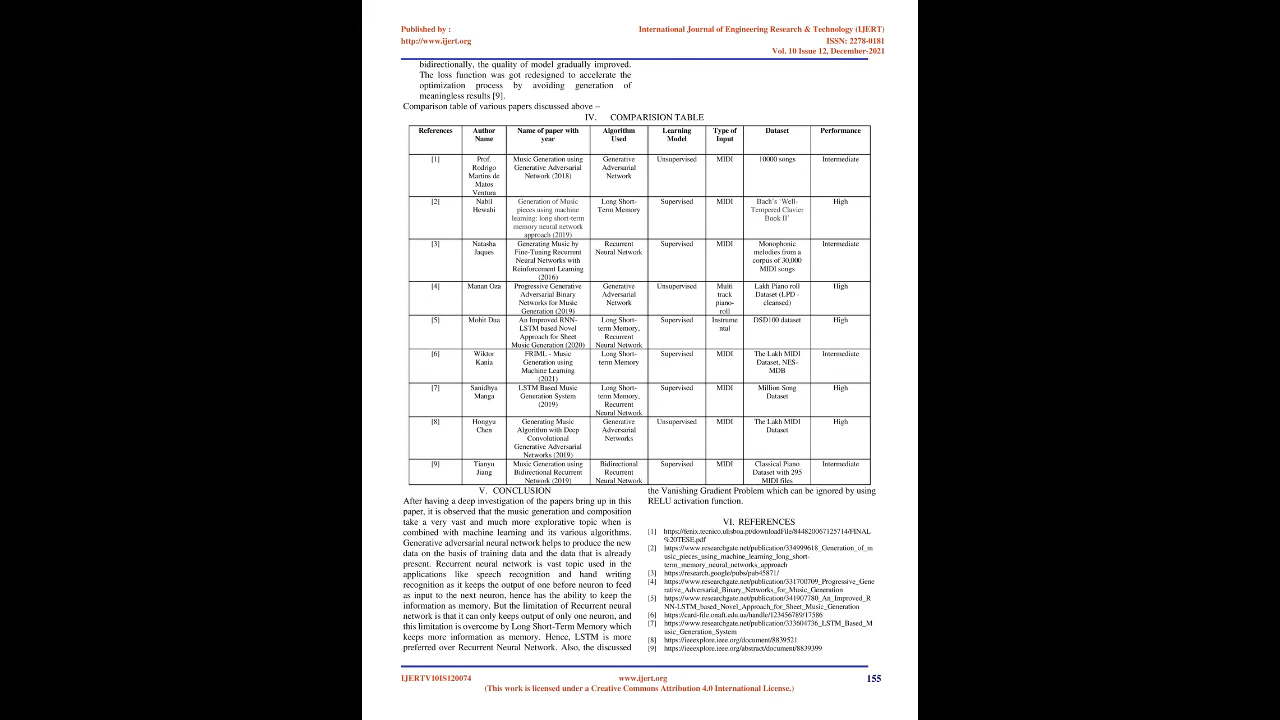 Published by :
International Journal of Engineering Research & Technology (IJERT)
http://www.ijert.org
ISSN: 2278-0181
Vol. 10 Issue 12, December-2021
bidirectionally, the quality of model gradually improved.
The loss function was got redesigned to accelerate the
optimization process by avoiding generation of
meaningless results [9].
Comparison table of various papers discussed above –
IV. COMPARISION TABLE
References
Author
Name
Name of paper with
year
Algorithm
Used
Learning
Model
Type of
Input
Dataset
Performance
[1]
Prof.
Rodrigo
Martins de
Matos
Ventura
Music Generation using
Generative Adversarial
Network (2018)
Generative
Adversarial
Network
Unsupervised
MIDI
10000 songs
Intermediate
[2]
Nabil
Hewahi
Generation of Music
pieces using machine
learning: long short-term
memory neural network
approach (2019)
Long Short-
Term Memory
Supervised
MIDI
Bach's 'Well-
Tempered Clavier
Book II'
High
[3]
Natasha
Jaques
Generating Music by
Fine-Tuning Recurrent
Neural Networks with
Reinforcement Learning
(2016)
Recurrent
Neural Network
Supervised
MIDI
Monophonic
melodies from a
corpus of 30,000
MIDI songs
Intermediate
[4]
Manan Oza
Progressive Generative
Adversarial Binary
Networks for Music
Generation (2019)
Generative
Adversarial
Network
Unsupervised
Multi
track
piano-
roll
Lakh Piano roll
Dataset (LPD -
cleansed)
High
[5]
Mohit Dua
An Improved RNN-
LSTM based Novel
Approach for Sheet
Music Generation (2020)
Long Short-
term Memory,
Recurrent
Neural Network
Supervised
Instrume
ntal
DSD100 dataset
High
[6]
Wiktor
Kania
FRIML - Music
Generation using
Machine Learning
(2021)
Long Short-
term Memory
Supervised
MIDI
The Lakh MIDI
Dataset, NES-
MDB
Intermediate
[7]
Sanidhya
Manga
LSTM Based Music
Generation System
(2019)
Long Short-
term Memory,
Recurrent
Neural Network
Supervised
MIDI
Million Song
Dataset
High
[8]
Hongyu
Chen
Generating Music
Algorithm with Deep
Convolutional
Generative Adversarial
Networks (2019)
Generative
Adversarial
Networks
Unsupervised
MIDI
The Lakh MIDI
Dataset
High
[9]
Tianyu
Jiang
Music Generation using
Bidirectional Recurrent
Network (2019)
Bidirectional
Recurrent
Neural Network
Supervised
MIDI
Classical Piano
Dataset with 295
MIDI files
Intermediate
V. CONCLUSION
After having a deep investigation of the papers bring up in this
paper, it is observed that the music generation and composition
take a very vast and much more explorative topic when is
combined with machine learning and its various algorithms.
Generative adversarial neural network helps to produce the new
data on the basis of training data and the data that is already
present. Recurrent neural network is vast topic used in the
applications like speech recognition and hand writing
recognition as it keeps the output of one before neuron to feed
as input to the next neuron, hence has the ability to keep the
information as memory. But the limitation of Recurrent neural
network is that it can only keeps output of only one neuron, and
this limitation is overcome by Long Short-Term Memory which
keeps more information as memory. Hence, LSTM is more
preferred over Recurrent Neural Network. Also, the discussed
the Vanishing Gradient Problem which can be ignored by using
RELU activation function.
VI. REFERENCES
[1] https://fenix.tecnico.ulisboa.pt/downloadFile/844820067125714/FINAL
%20TESE.pdf
[2] https://www.researchgate.net/publication/334999618_Generation_of_m
usic_pieces_using_machine_learning_long_short-
term_memory_neural_networks_approach
[3] https://research.google/pubs/pub45871/
[4] https://www.researchgate.net/publication/331700709_Progressive_Gene
rative_Adversarial_Binary_Networks_for_Music_Generation
[5] https://www.researchgate.net/publication/341907780_An_Improved_R
NN-LSTM_based_Novel_Approach_for_Sheet_Music_Generation
[6] https://card-file.onaft.edu.ua/handle/123456789/17586
[7] https://www.researchgate.net/publication/333604736_LSTM_Based_M
usic_Generation_System
[8] https://ieeexplore.ieee.org/document/8839521
[9] https://ieeexplore.ieee.org/abstract/document/8839399
IJERTV10IS120074
www.ijert.org
155
(This work is licensed under a Creative Commons Attribution 4.0 International License.)